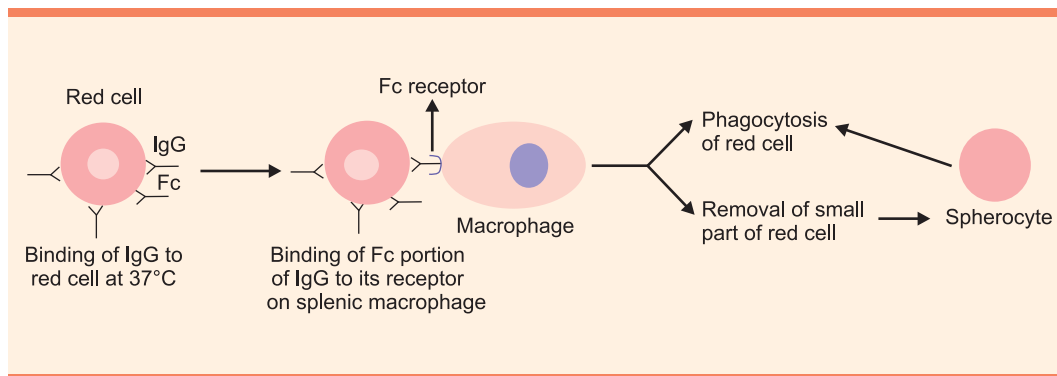 Red cell
IgG
Fc
Binding of IgG to
red cell at 37°C
Fc receptor
Macrophage
Binding of Fc portion
of IgG to its receptor
on splenic macrophage
Phagocytosis
of red cell
Removal of small
part of red cell
Spherocyte